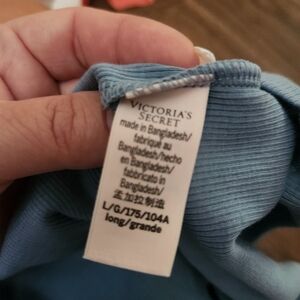 VICTORIA'S
SECRET
made in Bangladesh/
fabriqué au
Bangladesh/hecho
en Bangladesh/
fabbricato in
Bangladesh/
孟加拉制造
L/G/175/104A
long/grande